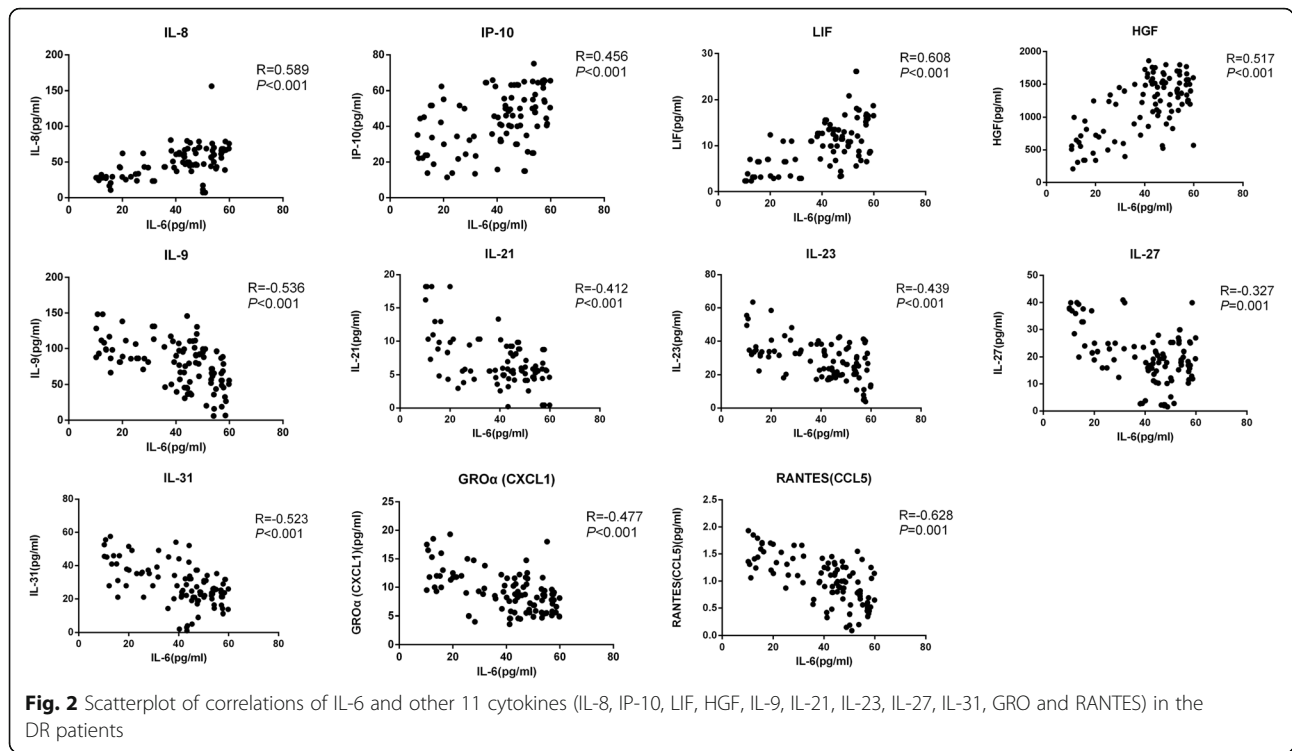 IL-8
200
150
100
50
0
IL-8(pg/ml)
0 20 40 60 80
IL-6(pg/ml)
R=0.589
P<0.001
IP-10
80
60
40
20
0
IP-10(pg/ml)
0 20 40 60 80
IL-6(pg/ml)
R=0.456
P<0.001
LIF
30
20
10
0
LIF(pg/ml)
0 20 40 60 80
IL-6(pg/ml)
R=0.608
P<0.001
HGF
2000
1500
1000
500
0
HGF(pg/ml)
0 20 40 60 80
IL-6(pg/ml)
R=0.517
P<0.001
IL-9
200
150
100
50
0
IL-9(pg/ml)
0 20 40 60 80
IL-6(pg/ml)
R=-0.536
P<0.001
IL-21
20
15
10
5
0
IL-21(pg/ml)
0 20 40 60 80
IL-6(pg/ml)
R=-0.412
P<0.001
IL-23
80
60
40
20
0
IL-23(pg/ml)
0 20 40 60 80
IL-6(pg/ml)
R=-0.439
P<0.001
IL-27
50
40
30
20
10
0
IL-27(pg/ml)
0 20 40 60 80
IL-6(pg/ml)
R=-0.327
P=0.001
IL-31
80
60
40
20
0
IL-31(pg/ml)
0 20 40 60 80
IL-6(pg/ml)
R=-0.523
P<0.001
GROα (CXCL1)
25
20
15
10
5
0
GROα (CXCL1)(pg/ml)
0 20 40 60 80
IL-6(pg/ml)
R=-0.477
P<0.001
RANTES(CCL5)
2.5
2.0
1.5
1.0
0.5
0.0
RANTES(CCL5)(pg/ml)
0 20 40 60 80
IL-6(pg/ml)
R=-0.628
P=0.001
Fig. 2 Scatterplot of correlations of IL-6 and other 11 cytokines (IL-8, IP-10, LIF, HGF, IL-9, IL-21, IL-23, IL-27, IL-31, GRO and RANTES) in the
DR patients